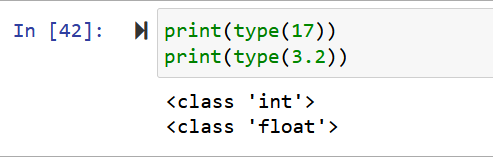 In [42]: print(type(17))
print(type(3.2))
<class 'int'>
<class 'float'>